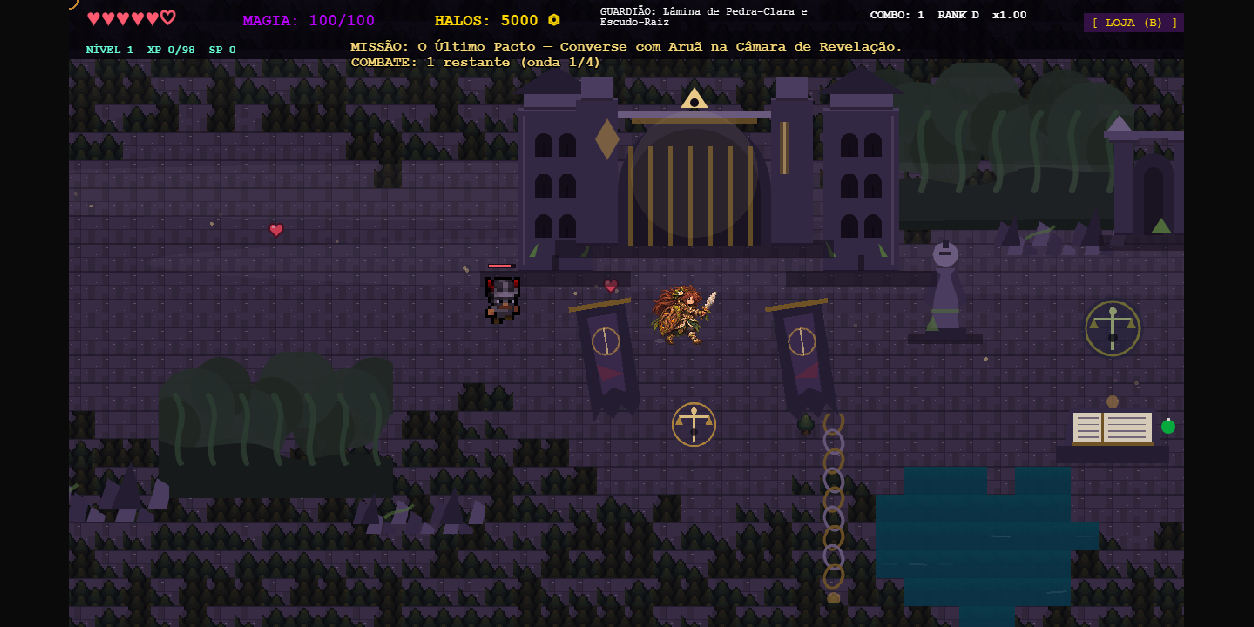 MAGIA: 100/100
HALOS: 5000
GUARDIÃO: Lâmina de Pedra-Clara e
Escudo-Raiz
COMBO: 1 RANK D x1.00
[ LOJA (B) ]
NÍVEL 1 XP 0/98 SP 0
MISSÃO: O Último Pacto — Converse com Aruã na Câmara de Revelação.
COMBATE: 1 restante (onda 1/4)